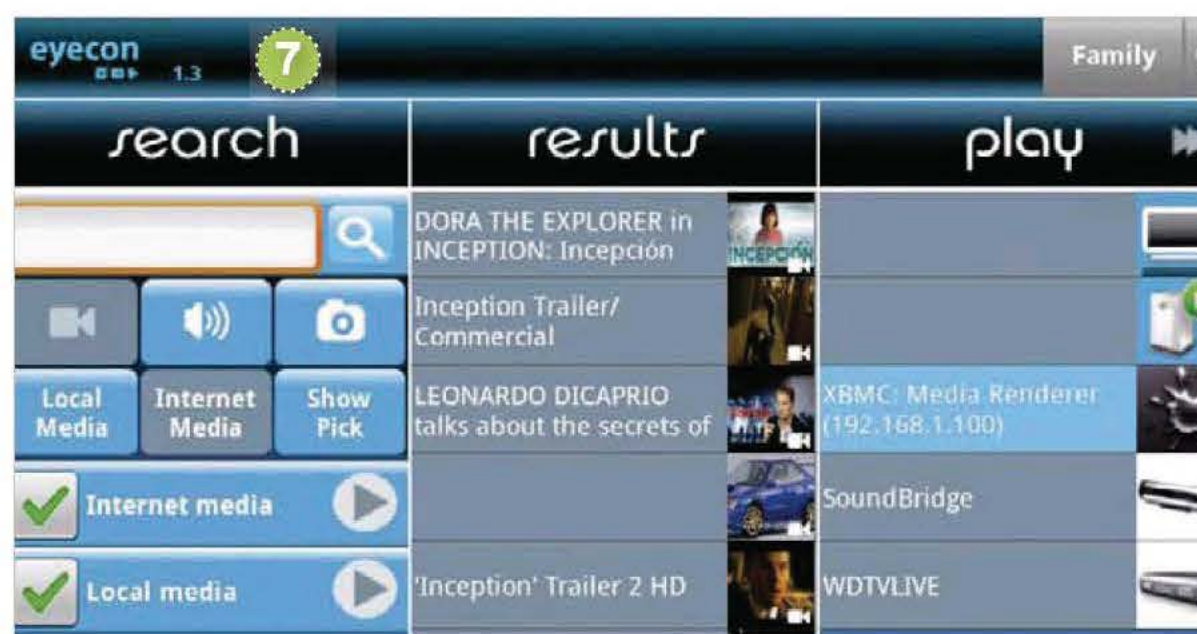 eyecon
1.3
7
Family
search
results
play
DORA THE EXPLORER in
INCEPTION: Incepción
INCEPCIÓN
Inception Trailer/
Commercial
Local
Media
Internet
Media
Show
Pick
LEONARDO DICAPRIO
talks about the secrets of
XBMC: Media Renderer
(192.168.1.100)
Internet media
SoundBridge
Local media
'Inception' Trailer 2 HD
WDTVLIVE